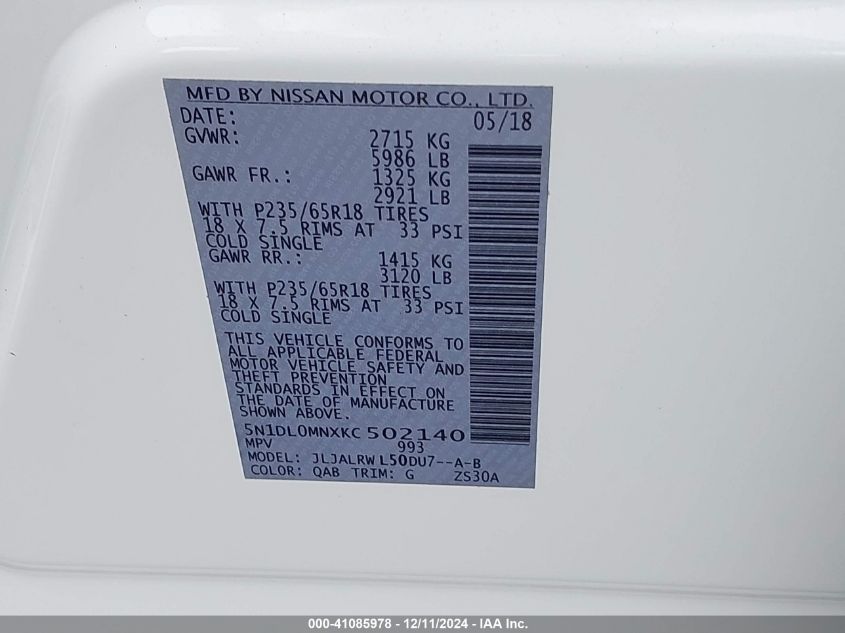 MFD BY NISSAN MOTOR CO., LTD.
DATE: 05/18
GVWR: 2715 KG
5986 LB
GAWR FR.: 1325 KG
2921 LB
WITH P235/65R18 TIRES
18 X 7.5 RIMS AT 33 PSI
COLD SINGLE
GAWR RR.: 1415 KG
3120 LB
WITH P235/65R18 TIRES
18 X 7.5 RIMS AT 33 PSI
COLD SINGLE
THIS VEHICLE CONFORMS TO
ALL APPLICABLE FEDERAL
MOTOR VEHICLE SAFETY AND
THEFT PREVENTION
STANDARDS IN EFFECT ON
THE DATE OF MANUFACTURE
SHOWN ABOVE.
5N1DL0MNXKC 502140
MPV 993
MODEL: JLJALRW L50DU7--A-B
COLOR: QAB TRIM: G ZS30A
000-41085978 - 12/11/2024 - IAA Inc.